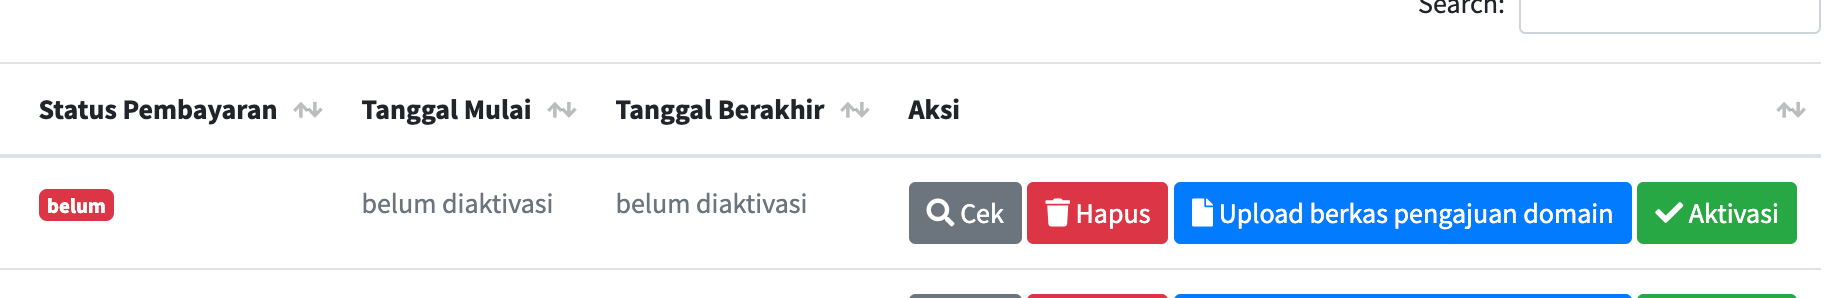 Search:
Status Pembayaran Tanggal Mulai Tanggal Berakhir Aksi
belum belum diaktivasi belum diaktivasi Cek Hapus Upload berkas pengajuan domain Aktivasi